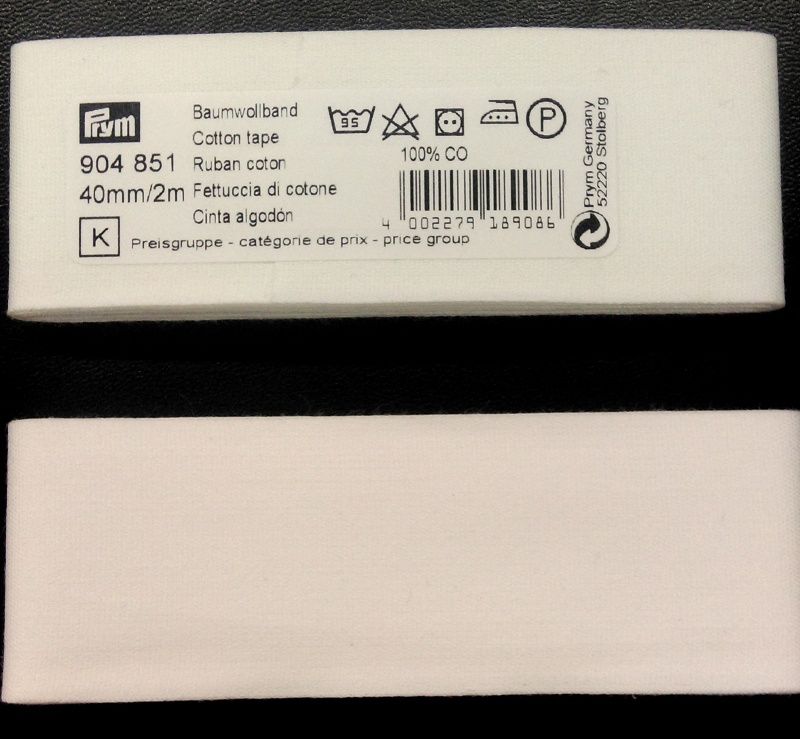 Prym
904 851
40mm/2m
K
Baumwollband
Cotton tape
Ruban coton
Fettuccia di cotone
Cinta algodón
Preisgruppe - catégorie de prix - price group
95
P
100% CO
4 002279 189086
Prym Germany
52220 Stolberg